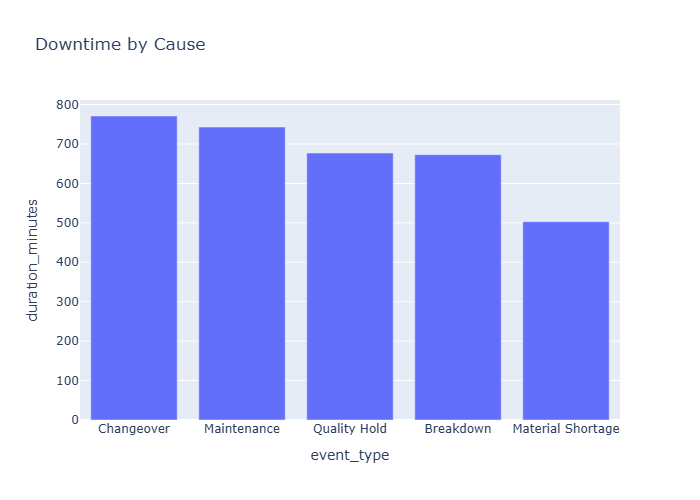 Downtime by Cause
800
700
600
500
400
300
200
100
0
duration_minutes
Changeover Maintenance Quality Hold Breakdown Material Shortage
event_type